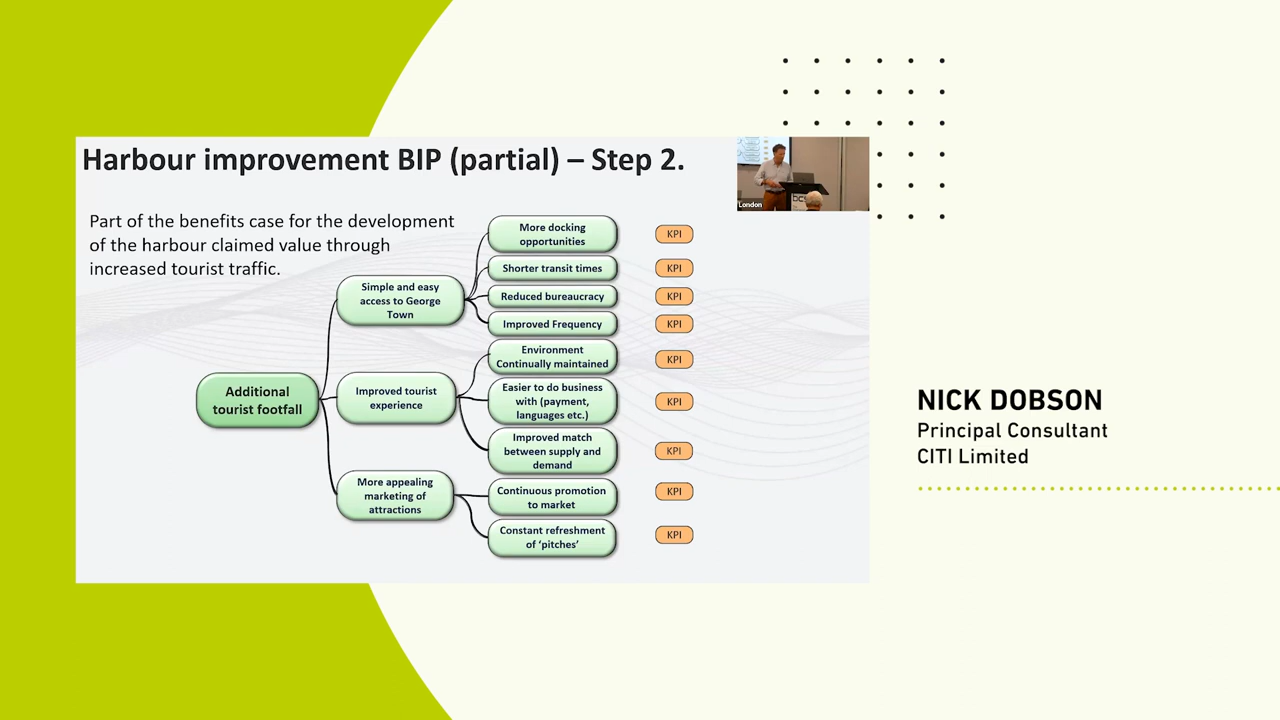 Harbour improvement BIP (partial) – Step 2.
Part of the benefits case for the development
of the harbour claimed value through
increased tourist traffic.
London
bcs
Additional
tourist footfall
Simple and easy
access to George
Town
More docking
opportunities
KPI
Shorter transit times
KPI
Reduced bureaucracy
KPI
Improved Frequency
KPI
Improved tourist
experience
Environment
Continually maintained
KPI
Easier to do business
with (payment,
languages etc.)
KPI
Improved match
between supply and
demand
KPI
More appealing
marketing of
attractions
Continuous promotion
to market
KPI
Constant refreshment
of ‘pitches’
KPI
NICK DOBSON
Principal Consultant
CITI Limited